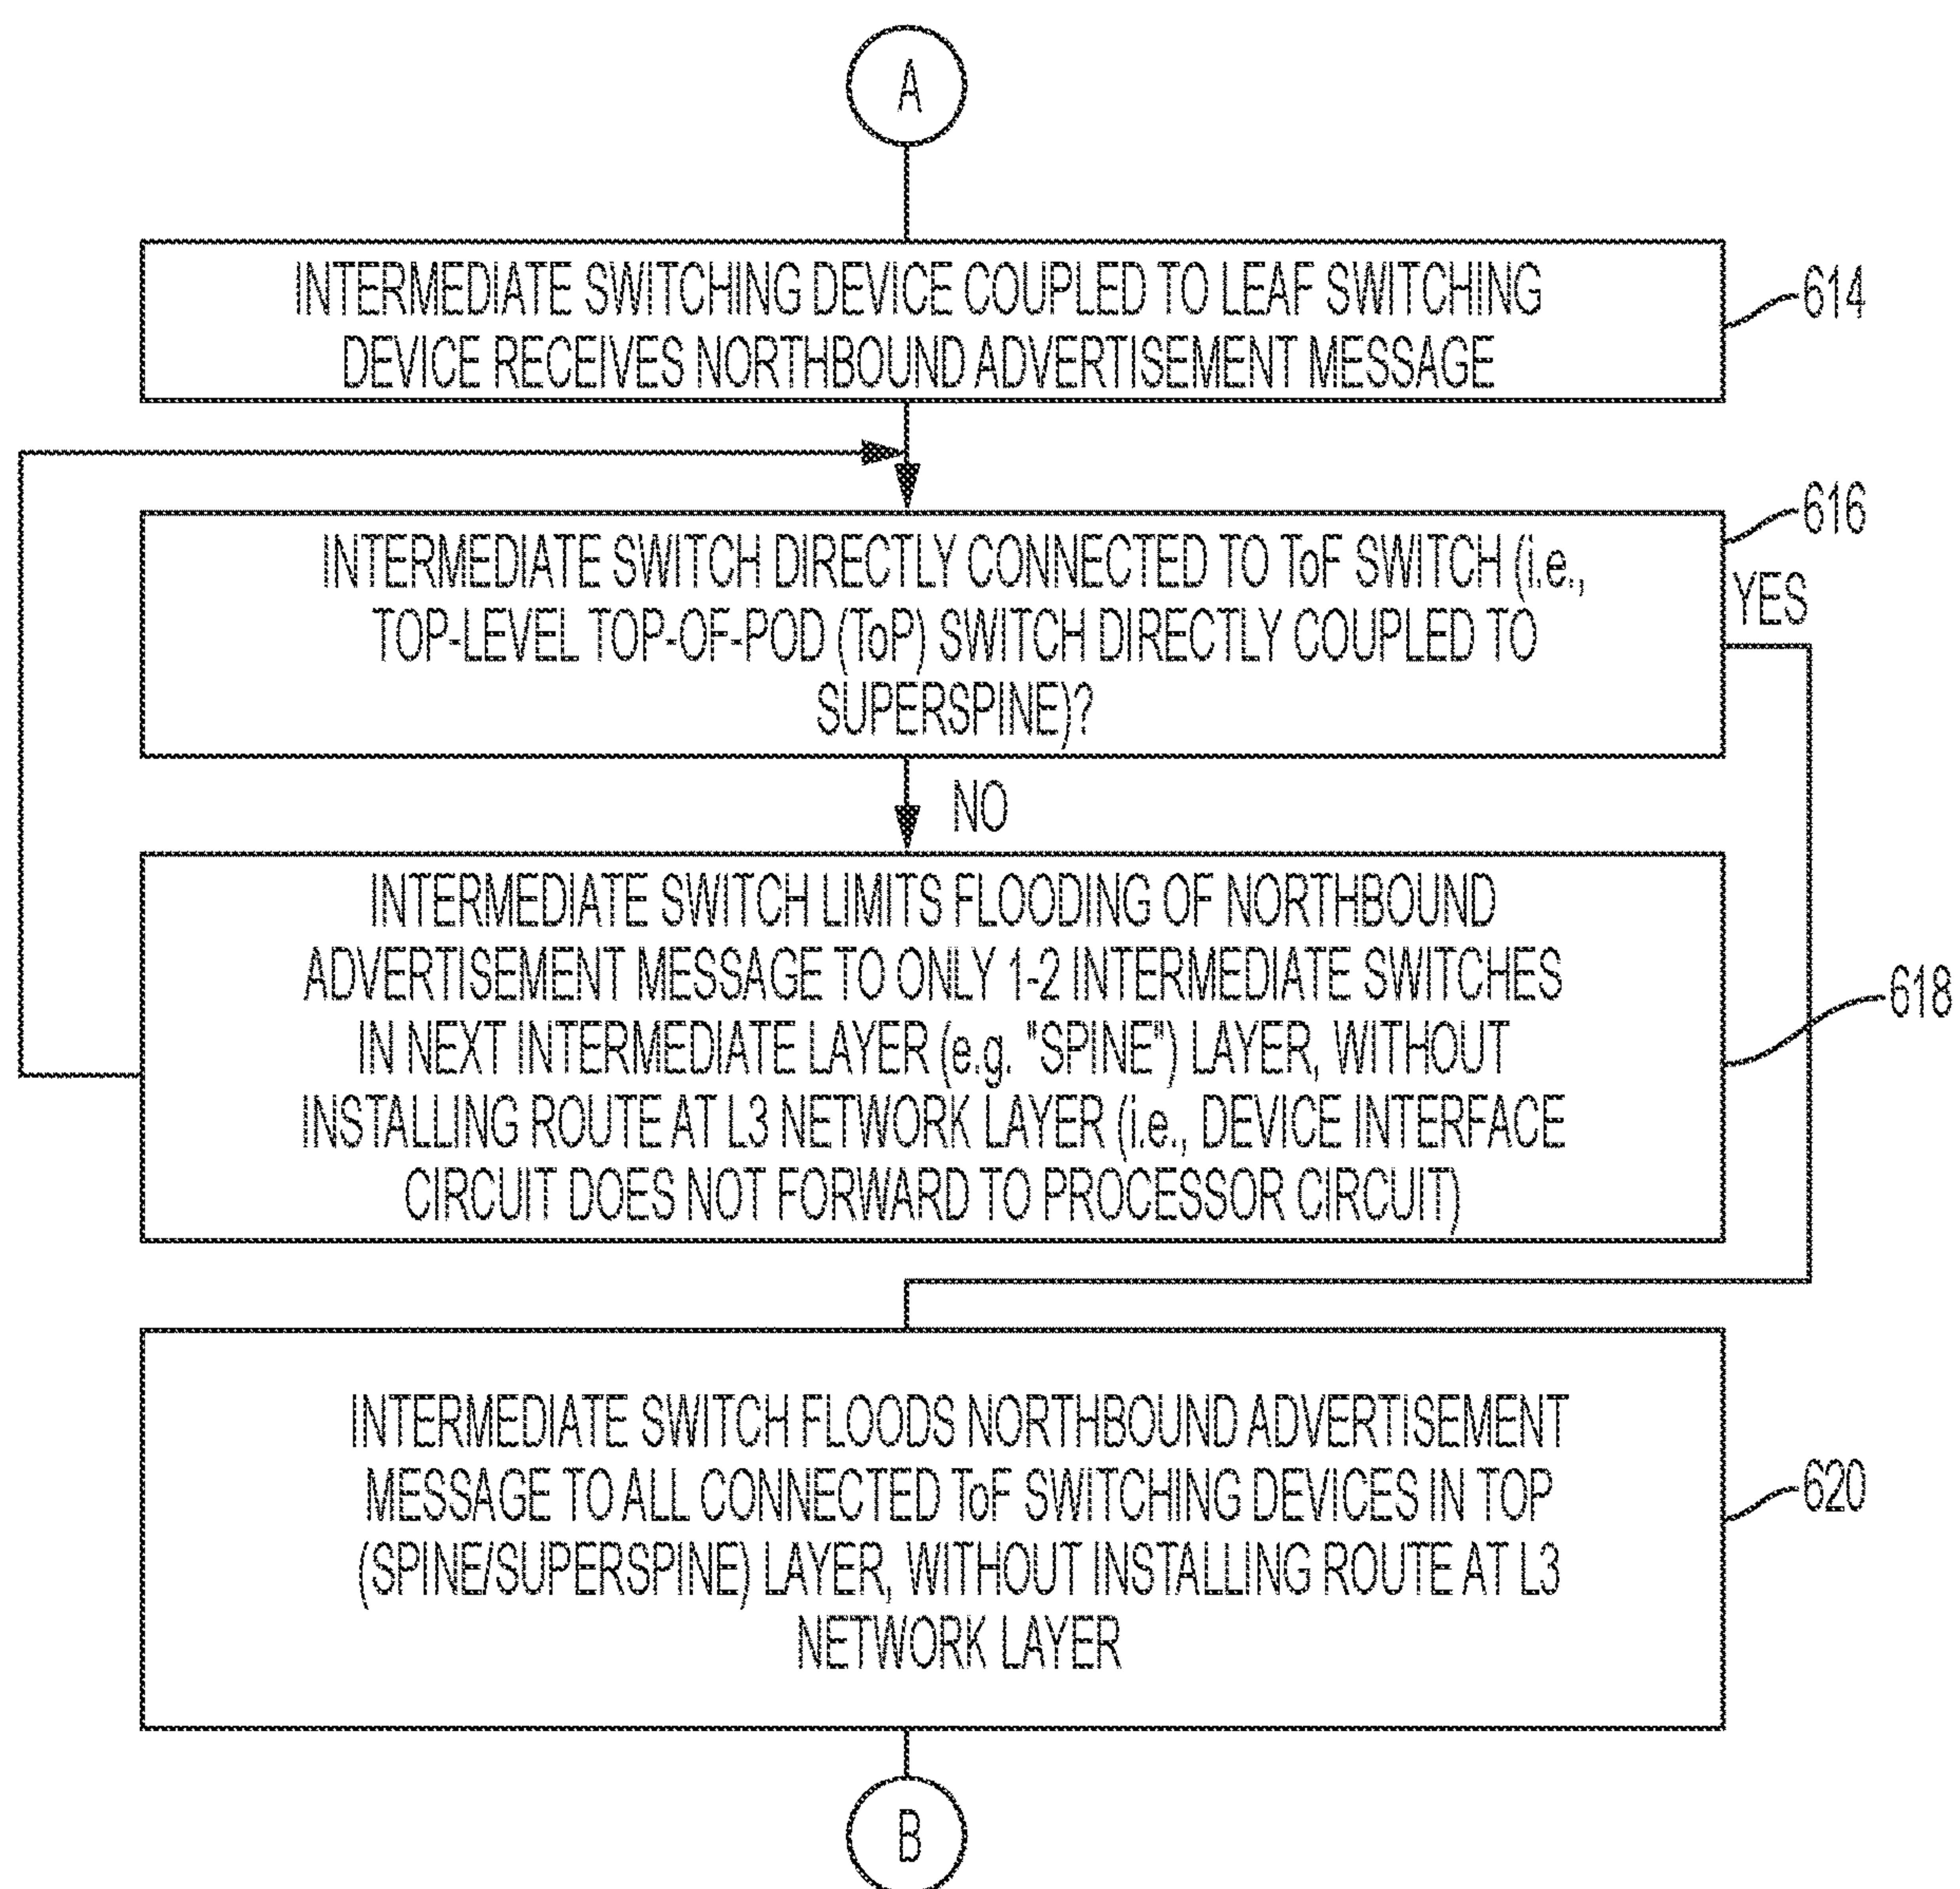 A
INTERMEDIATE SWITCHING DEVICE COUPLED TO LEAF SWITCHING
DEVICE RECEIVES NORTHBOUND ADVERTISEMENT MESSAGE
614
INTERMEDIATE SWITCH DIRECTLY CONNECTED TO ToF SWITCH (i.e.,
TOP-LEVEL TOP-OF-POD (ToP) SWITCH DIRECTLY COUPLED TO
SUPERSPINE)?
616
YES
NO
INTERMEDIATE SWITCH LIMITS FLOODING OF NORTHBOUND
ADVERTISEMENT MESSAGE TO ONLY 1-2 INTERMEDIATE SWITCHES
IN NEXT INTERMEDIATE LAYER (e.g. "SPINE") LAYER, WITHOUT
INSTALLING ROUTE AT L3 NETWORK LAYER (i.e., DEVICE INTERFACE
CIRCUIT DOES NOT FORWARD TO PROCESSOR CIRCUIT)
618
INTERMEDIATE SWITCH FLOODS NORTHBOUND ADVERTISEMENT
MESSAGE TO ALL CONNECTED ToF SWITCHING DEVICES IN TOP
(SPINE/SUPERSPINE) LAYER, WITHOUT INSTALLING ROUTE AT L3
NETWORK LAYER
620
B